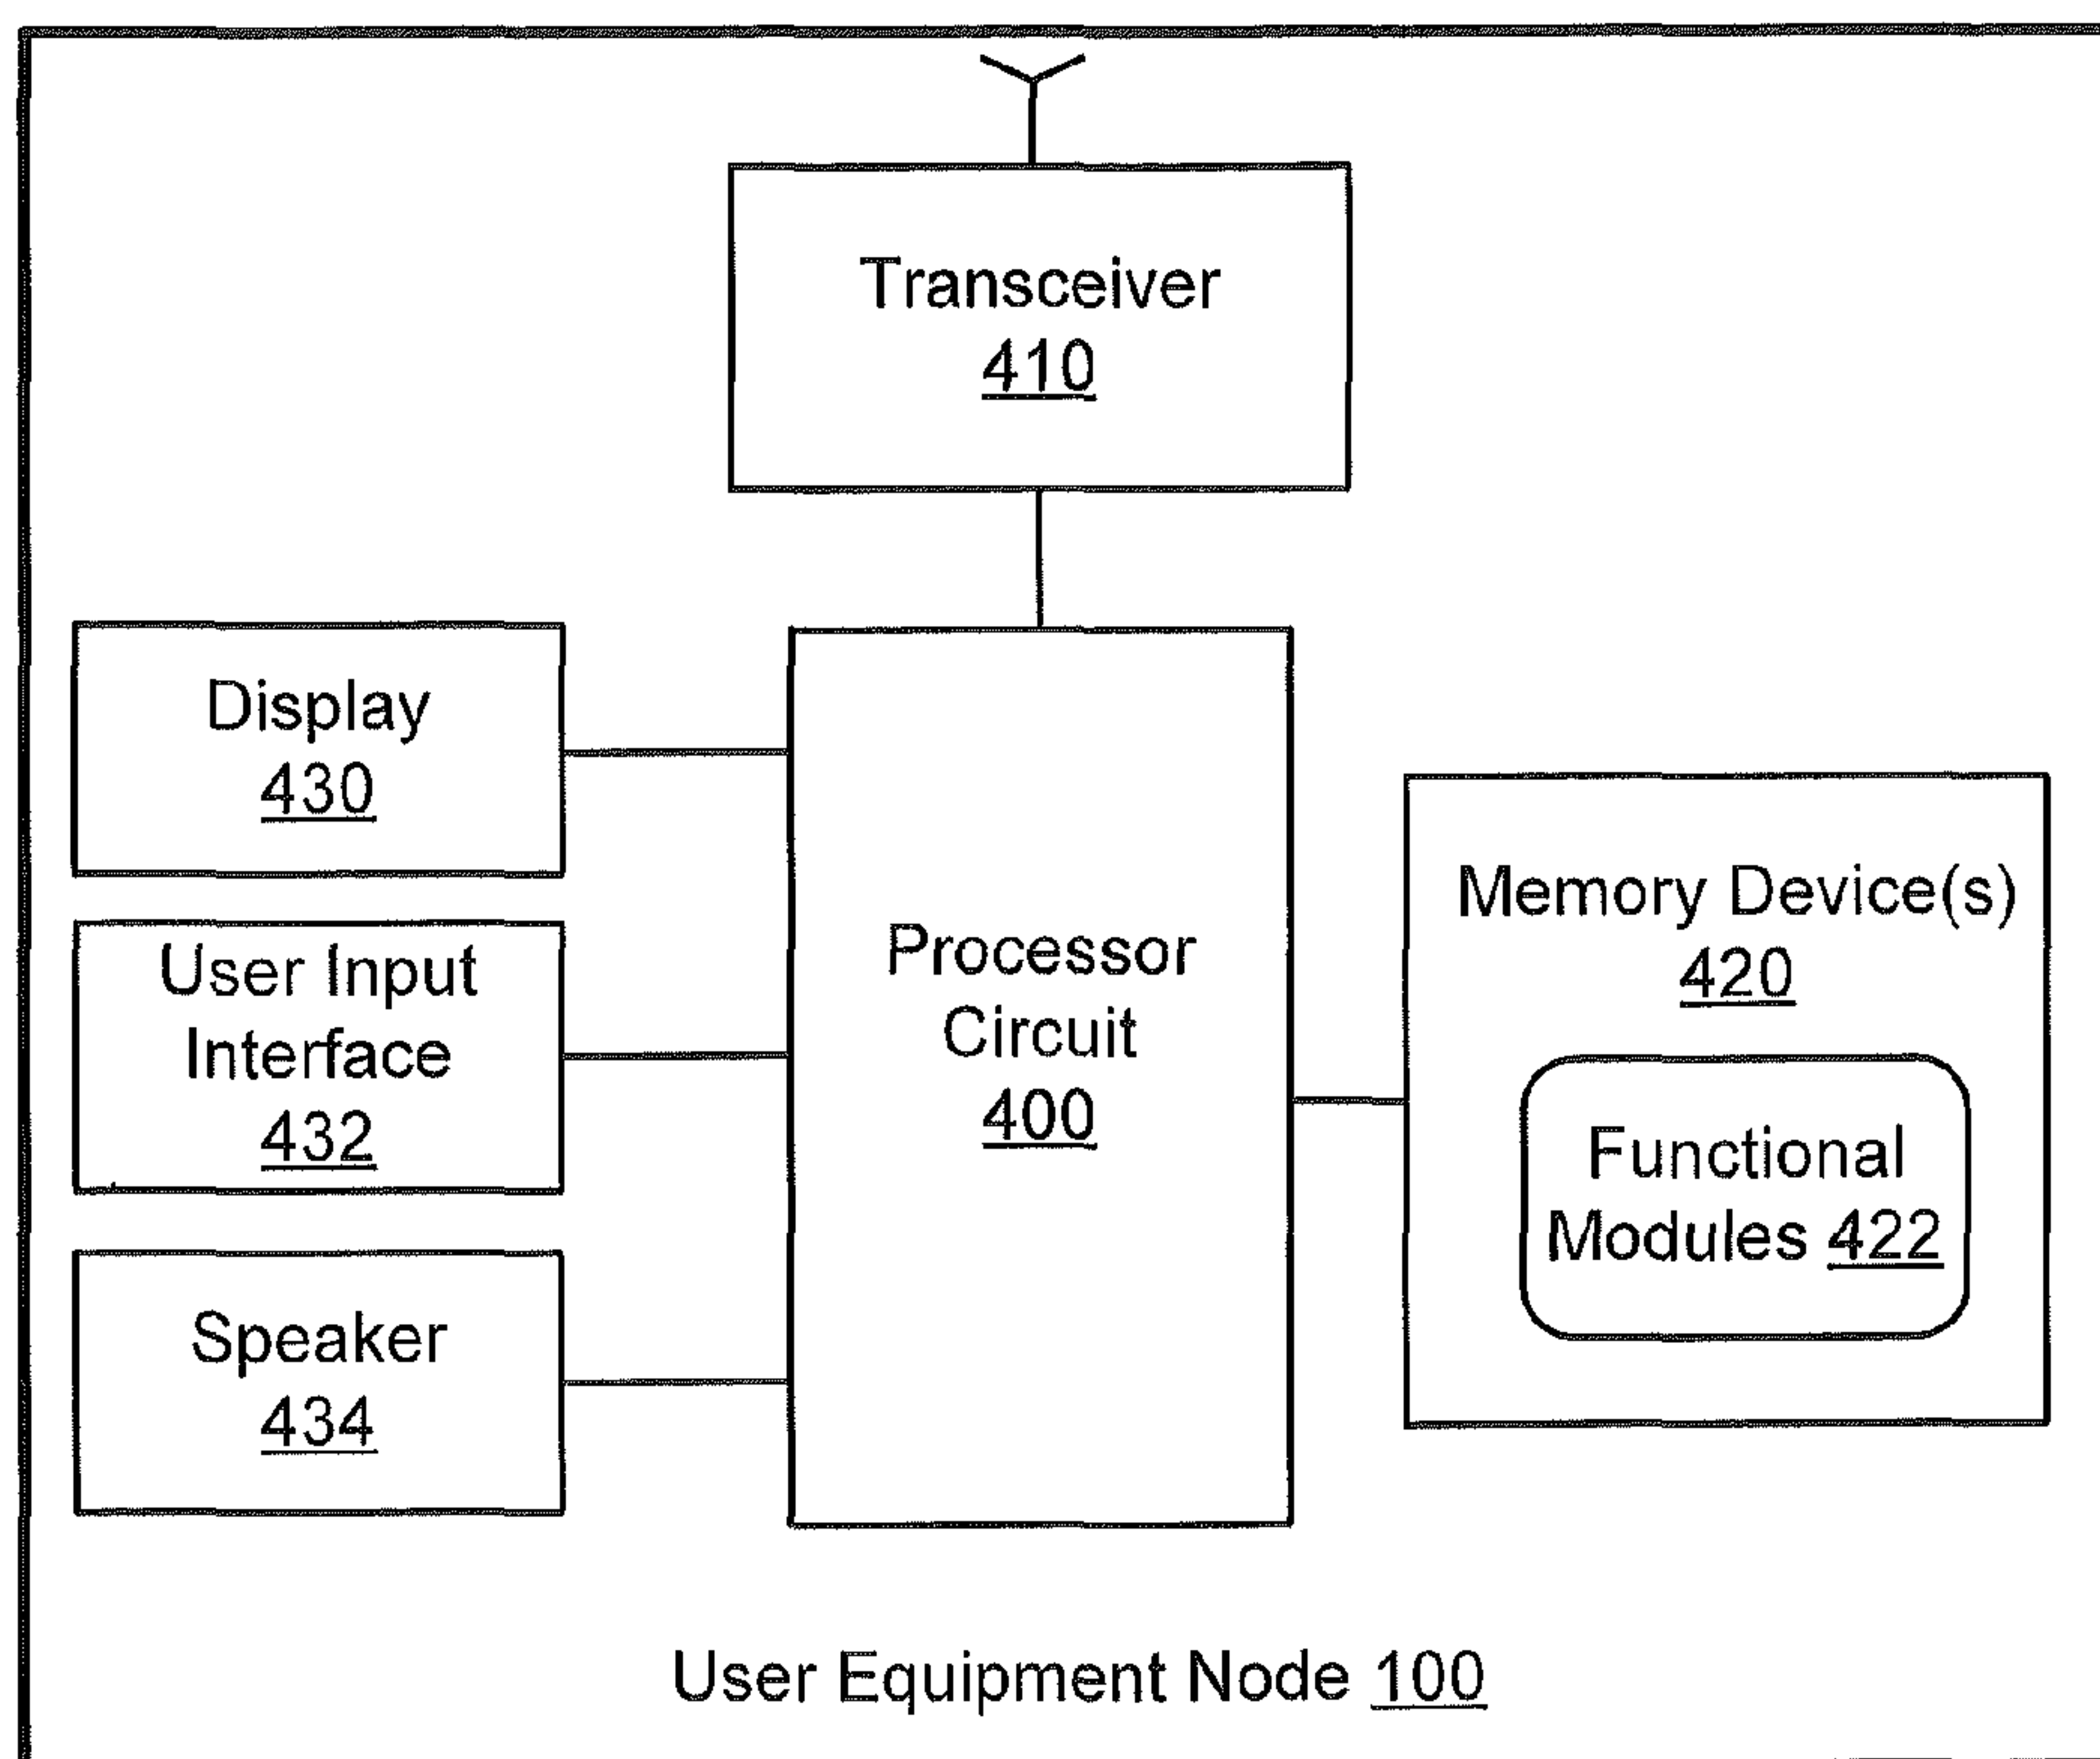 Transceiver
410
Display
430
User Input
Interface
432
Speaker
434
Processor
Circuit
400
Memory Device(s)
420
Functional
Modules 422
User Equipment Node 100